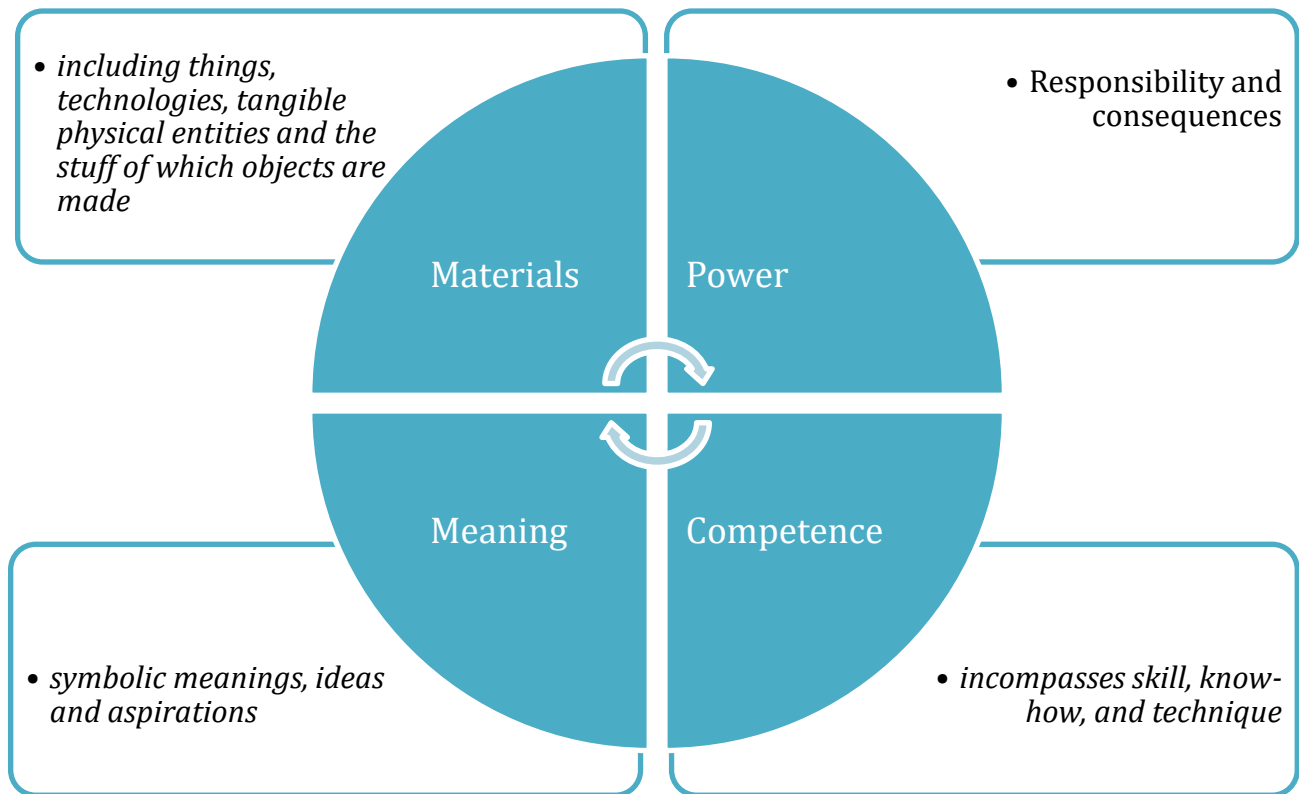 • including things,
technologies, tangible
physical entities and the
stuff of which objects are
made
• Responsibility and
consequences
Materials
Power
Meaning
Competence
• symbolic meanings, ideas
and aspirations
• incompasses skill, know-
how, and technique